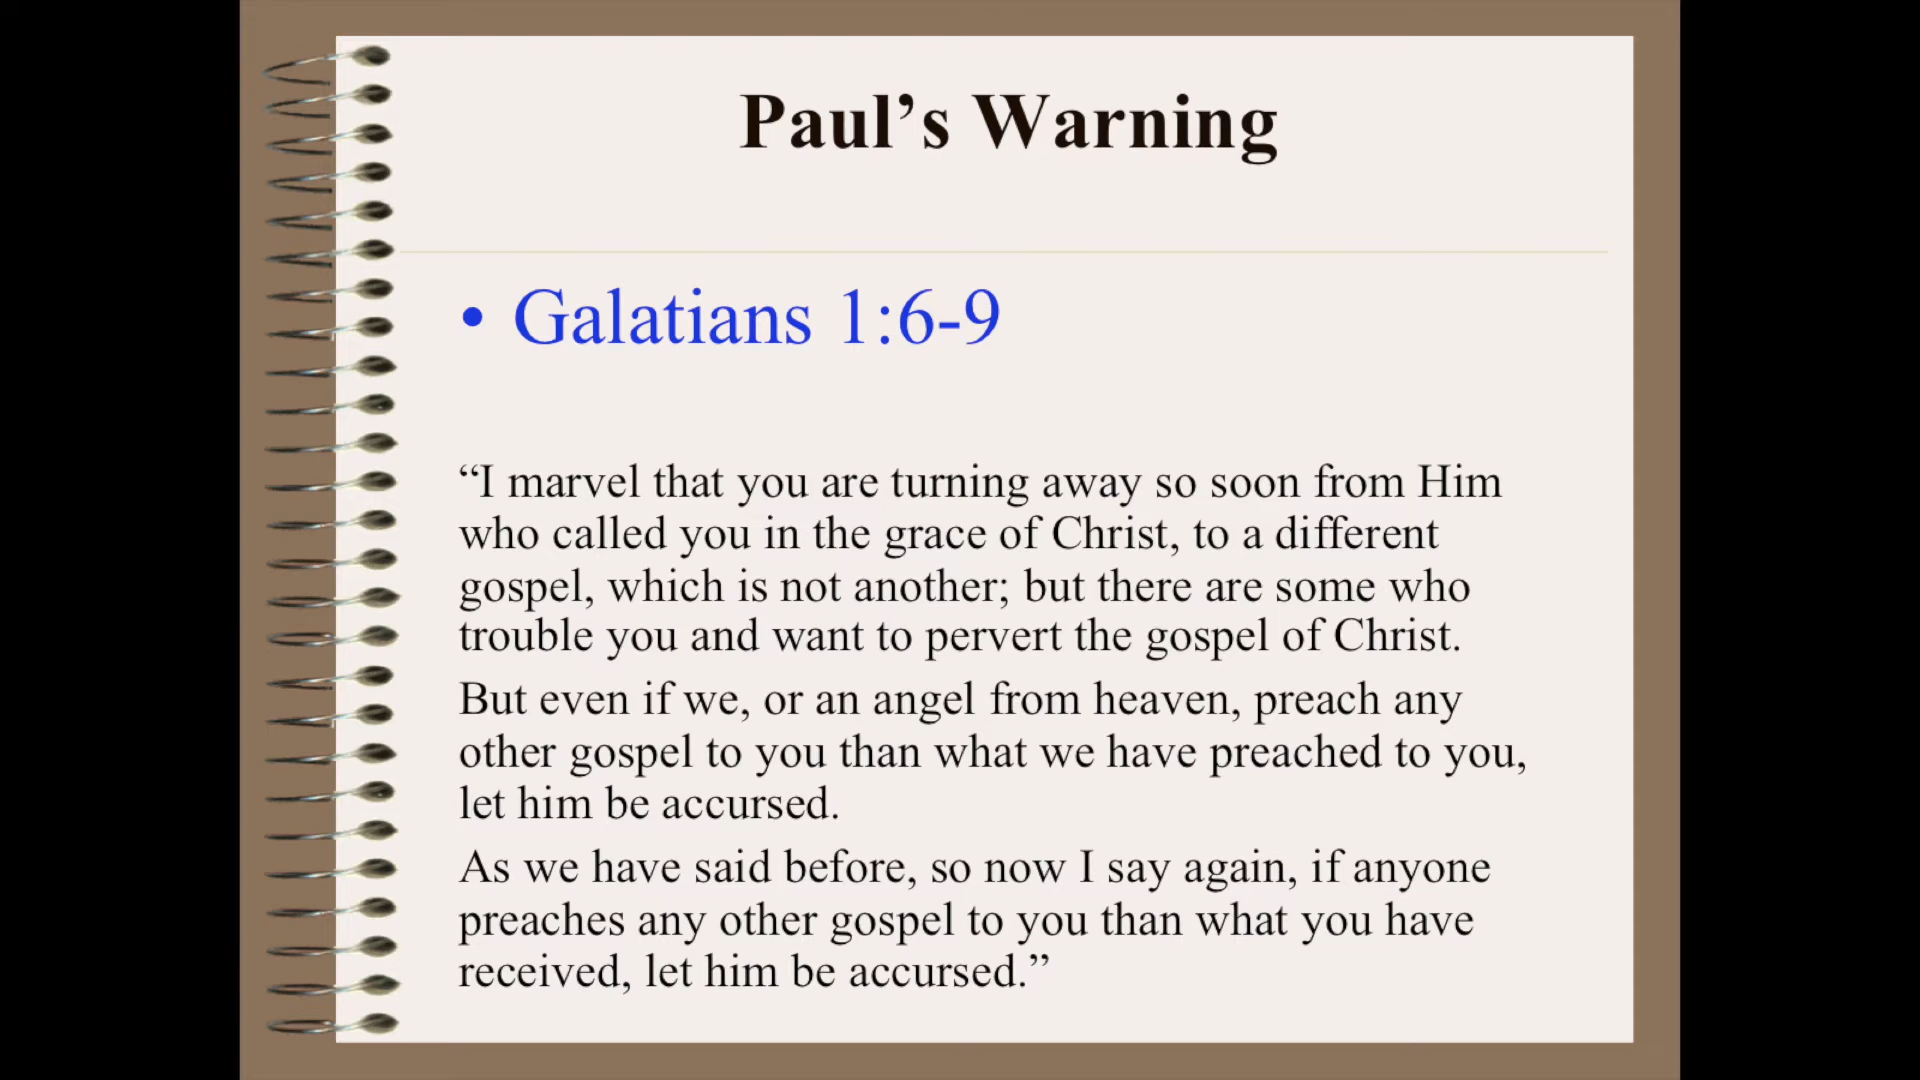 Paul’s Warning
• Galatians 1:6-9
“I marvel that you are turning away so soon from Him
who called you in the grace of Christ, to a different
gospel, which is not another; but there are some who
trouble you and want to pervert the gospel of Christ.
But even if we, or an angel from heaven, preach any
other gospel to you than what we have preached to you,
let him be accursed.
As we have said before, so now I say again, if anyone
preaches any other gospel to you than what you have
received, let him be accursed.”